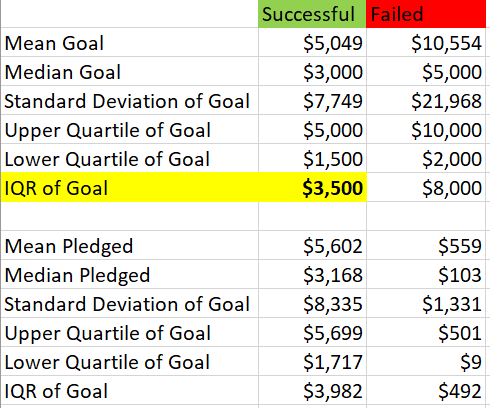 Successful Failed
Mean Goal $5,049 $10,554
Median Goal $3,000 $5,000
Standard Deviation of Goal $7,749 $21,968
Upper Quartile of Goal $5,000 $10,000
Lower Quartile of Goal $1,500 $2,000
IQR of Goal $3,500 $8,000
Mean Pledged $5,602 $559
Median Pledged $3,168 $103
Standard Deviation of Goal $8,335 $1,331
Upper Quartile of Goal $5,699 $501
Lower Quartile of Goal $1,717 $9
IQR of Goal $3,982 $492